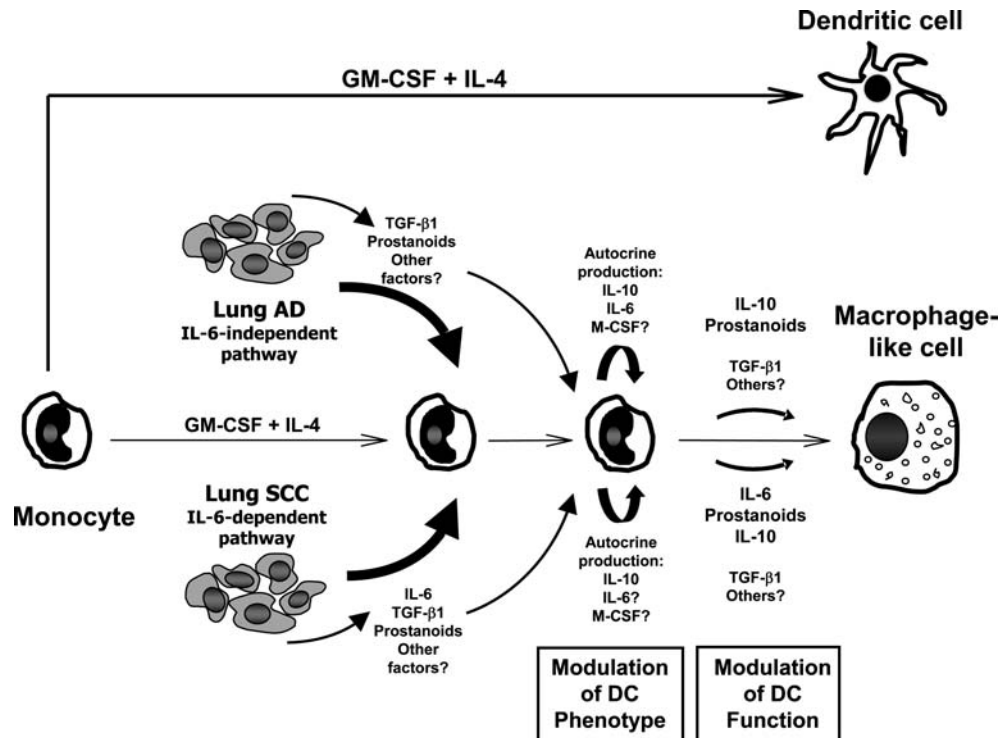 Dendritic cell
GM-CSF + IL-4
TGF-β1
Prostanoids
Other
factors?
Lung AD
IL-6-independent
pathway
Autocrine
production:
IL-10
IL-6
M-CSF?
IL-10
Prostanoids
TGF-β1
Others?
Macrophage-
like cell
GM-CSF + IL-4
Monocyte
Lung SCC
IL-6-dependent
pathway
IL-6
TGF-β1
Prostanoids
Other
factors?
Autocrine
production:
IL-10
IL-6?
M-CSF?
IL-6
Prostanoids
IL-10
TGF-β1
Others?
Modulation
of DC
Phenotype
Modulation
of DC
Function